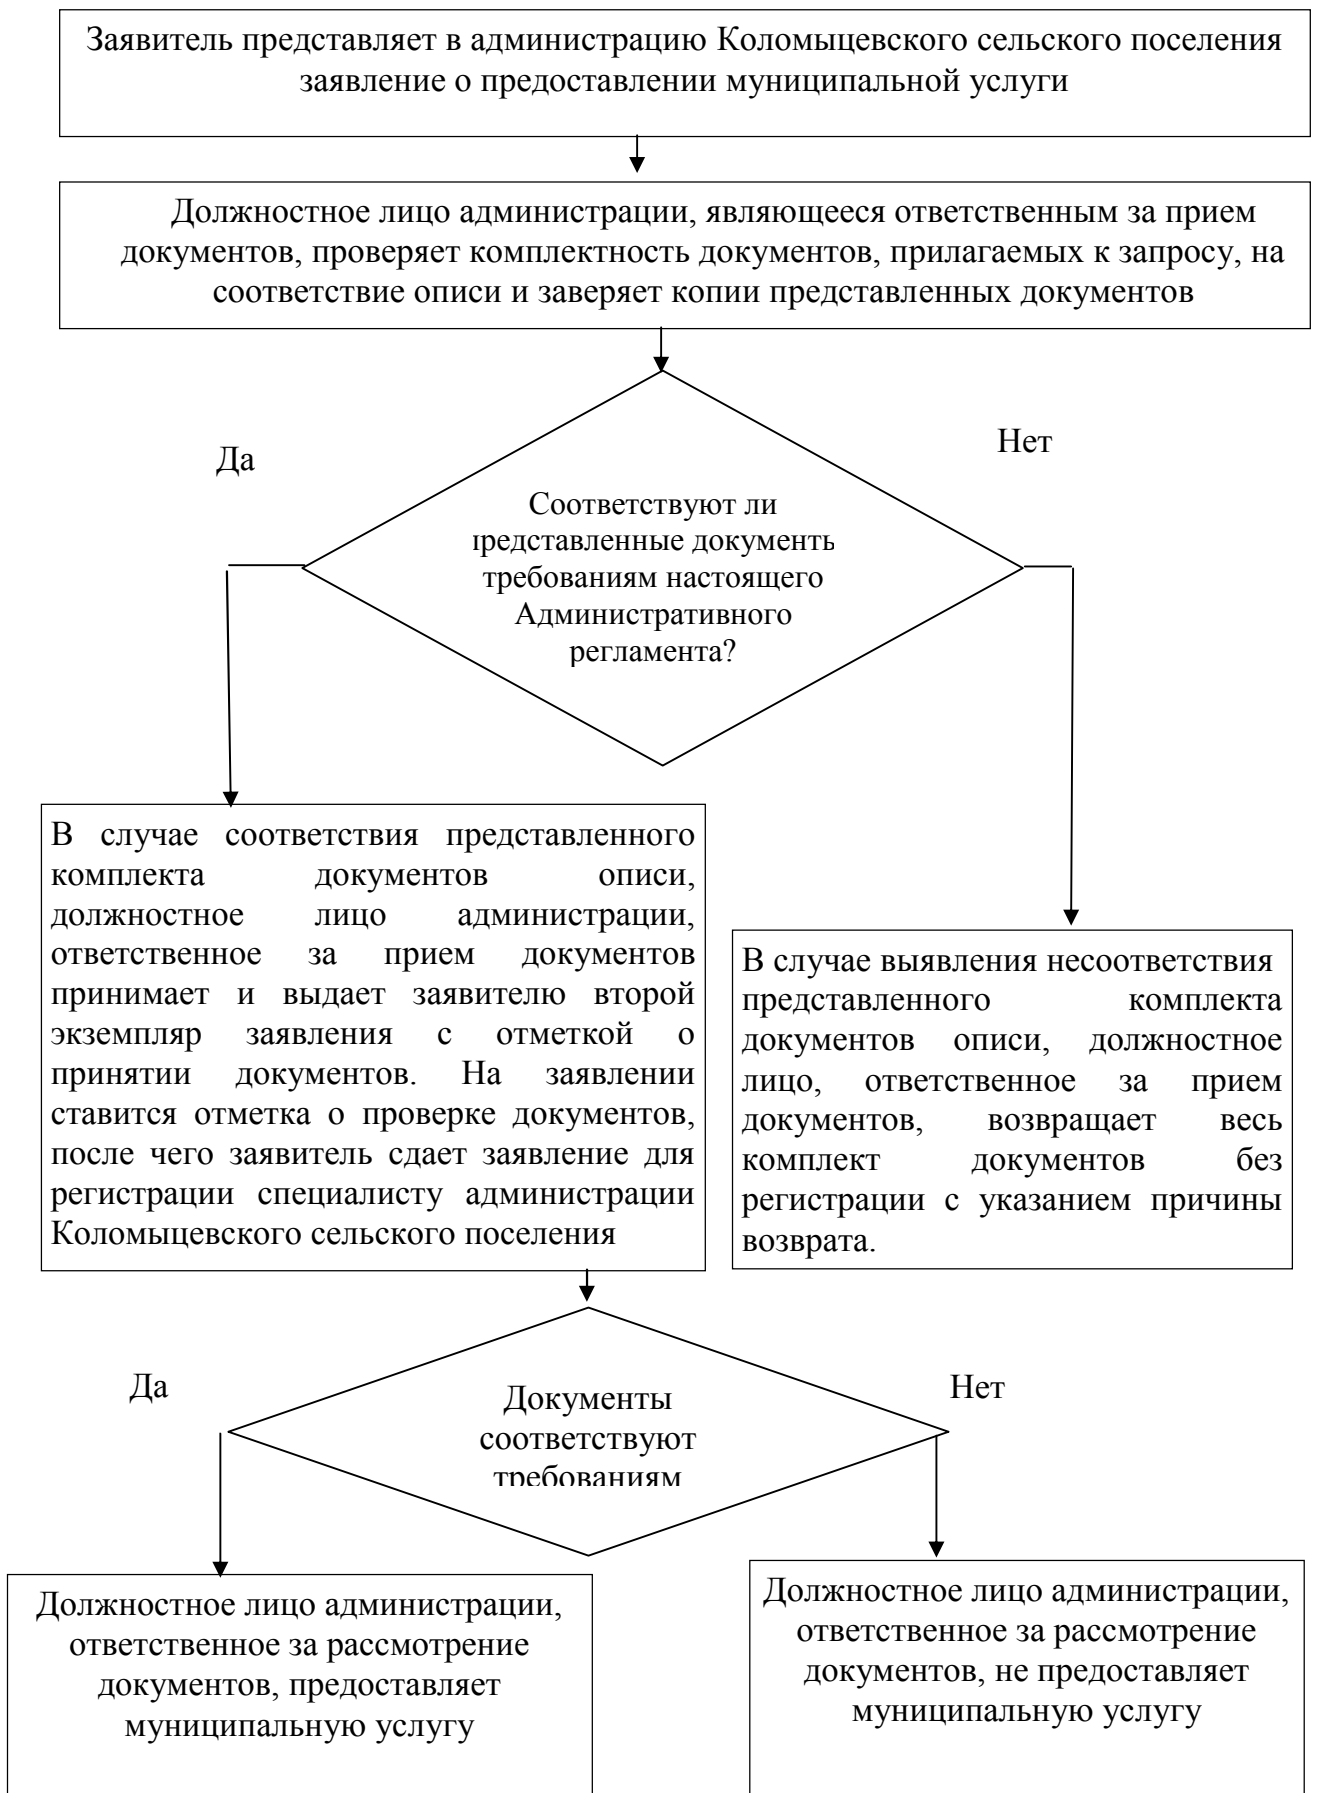 Заявитель представляет в администрацию Коломыцевского сельского поселения
заявление о предоставлении муниципальной услуги
Должностное лицо администрации, являющееся ответственным за прием
документов, проверяет комплектность документов, прилагаемых к запросу, на
соответствие описи и заверяет копии представленных документов
Да
Нет
Соответствуют ли
представленные документы
требованиям настоящего
Административного
регламента?
В случае соответствия представленного
комплекта документов описи,
должностное лицо администрации,
ответственное за прием документов
принимает и выдает заявителю второй
экземпляр заявления с отметкой о
принятии документов. На заявлении
ставится отметка о проверке документов,
после чего заявитель сдает заявление для
регистрации специалисту администрации
Коломыцевского сельского поселения
В случае выявления несоответствия
представленного комплекта
документов описи, должностное
лицо, ответственное за прием
документов, возвращает весь
комплект документов без
регистрации с указанием причины
возврата.
Да
Нет
Документы
соответствуют
требованиям
Должностное лицо администрации,
ответственное за рассмотрение
документов, предоставляет
муниципальную услугу
Должностное лицо администрации,
ответственное за рассмотрение
документов, не предоставляет
муниципальную услугу